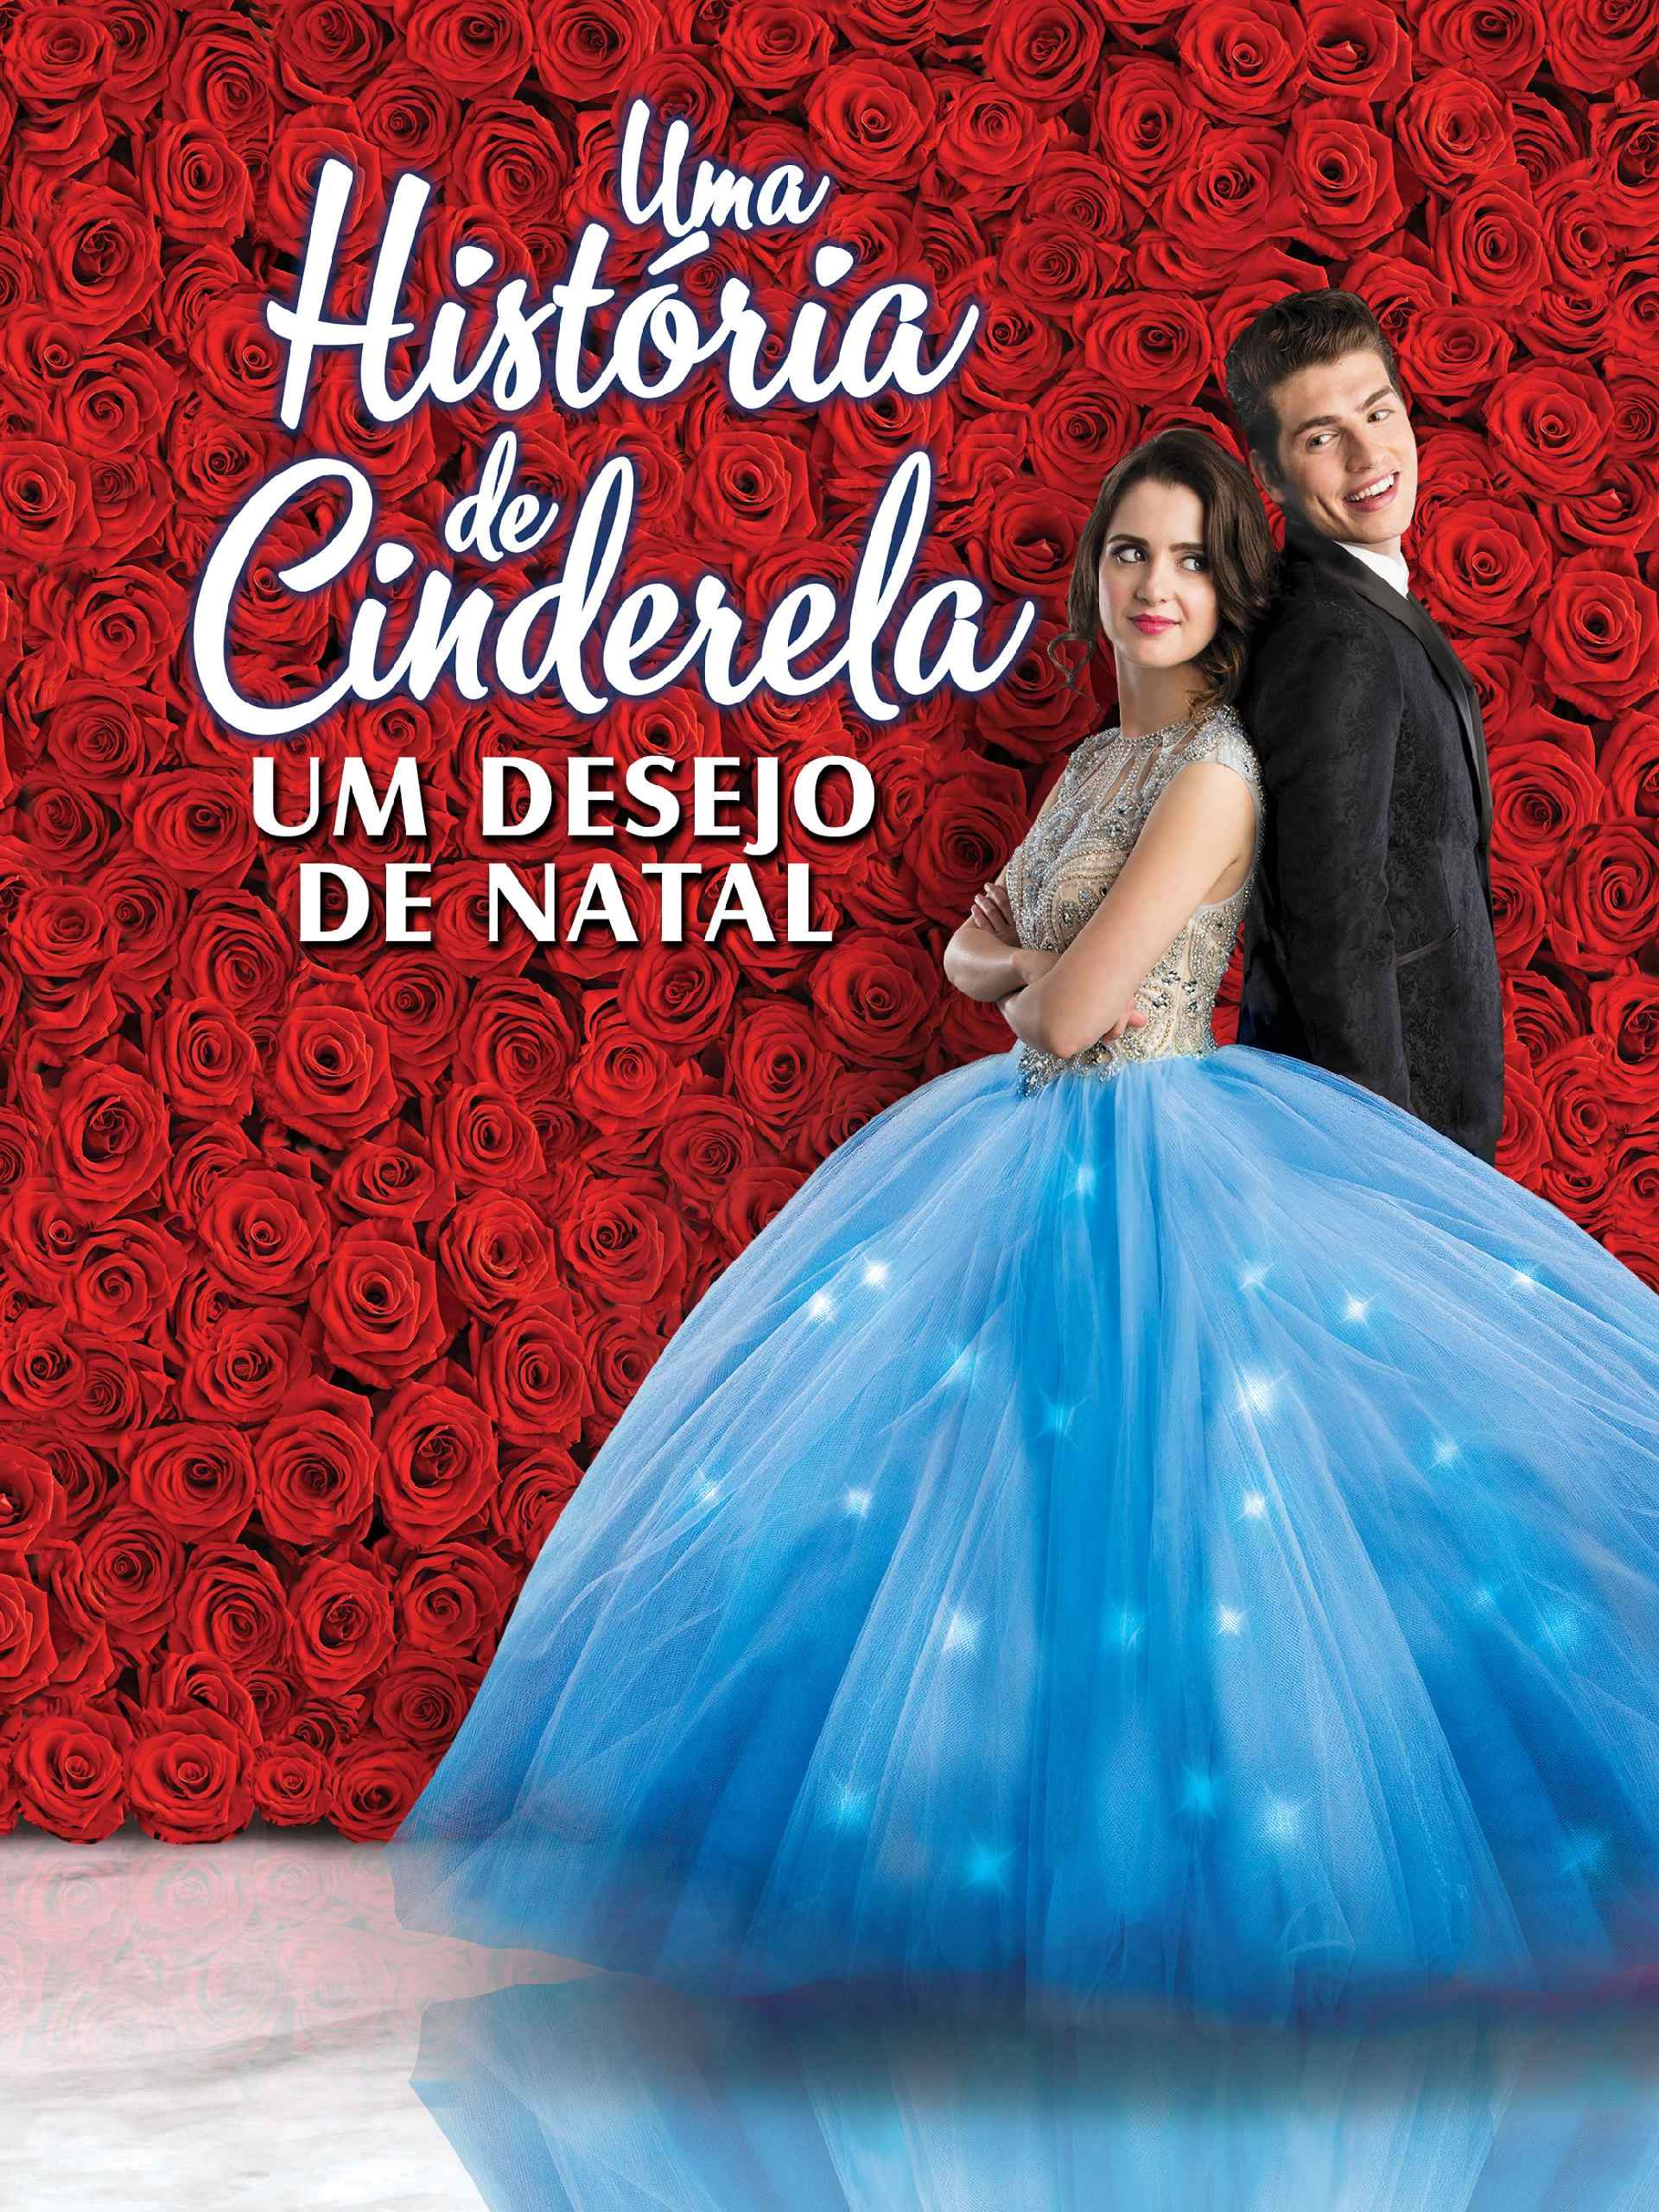 Uma
História
de
Cinderela
UM DESEJO
DE NATAL